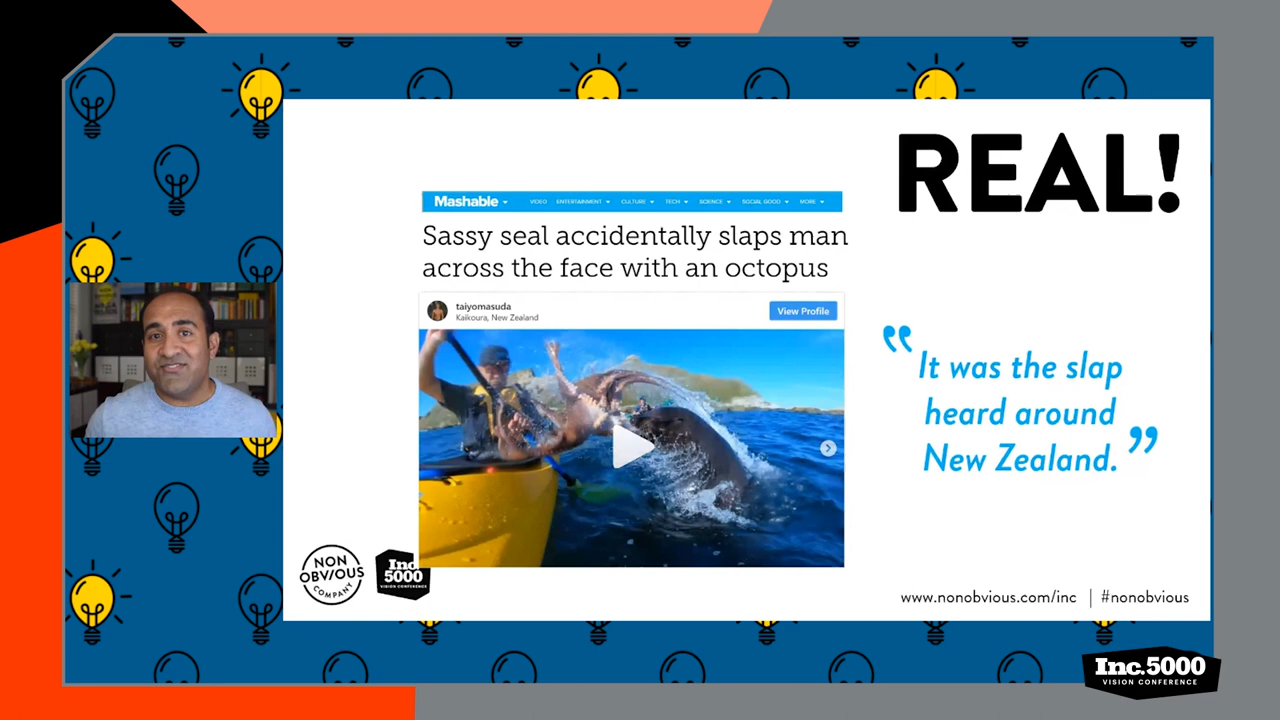 REAL!
Mashable
VIDEO ENTERTAINMENT CULTURE TECH SCIENCE SOCIAL GOOD MORE
Sassy seal accidentally slaps man
across the face with an octopus
taiyomasuda
Kaikoura, New Zealand
View Profile
“It was the slap
heard around
New Zealand.”
NON
OBVIOUS
COMPANY
Inc
5000
VISION CONFERENCE
www.nonobvious.com/inc | #nonobvious
Inc.5000
VISION CONFERENCE